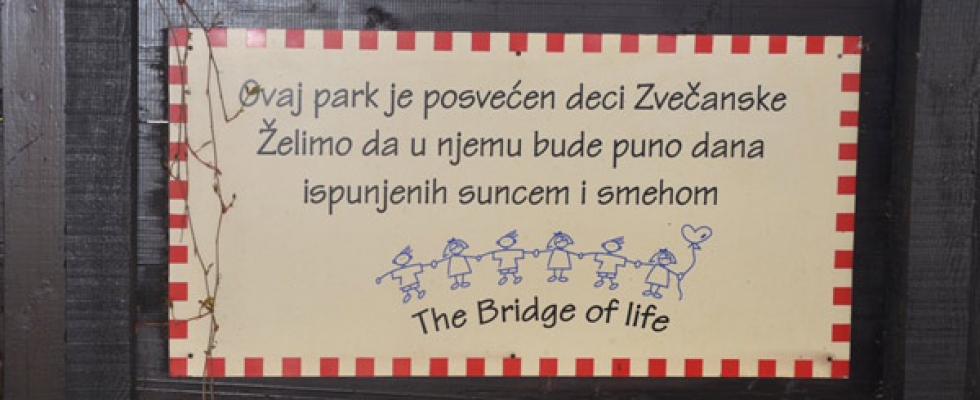 Ovaj park je posvećen deci Zvečanske
Želimo da u njemu bude puno dana
ispunjenih suncem i smehom
The Bridge of life